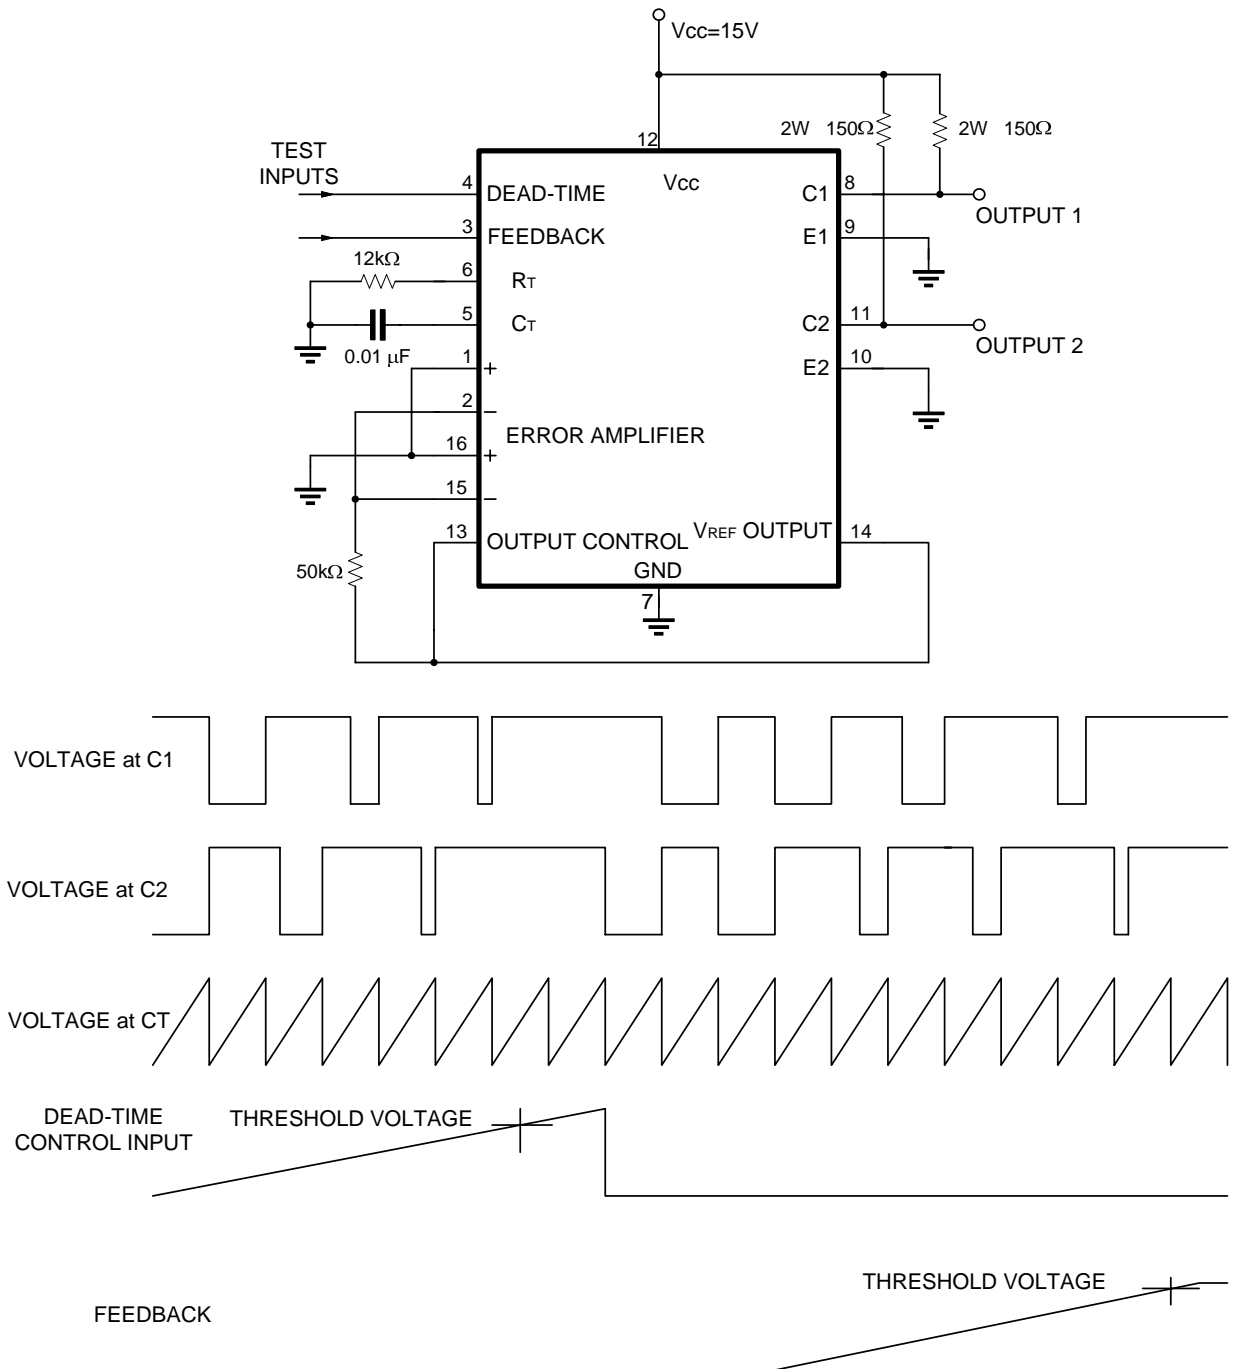 Vcc=15V
2W 150Ω
2W 150Ω
12
TEST
INPUTS
Vcc
4
DEAD-TIME
C1
8
OUTPUT 1
3
FEEDBACK
E1
9
12kΩ
6
RT
5
CT
C2
11
OUTPUT 2
0.01 μF
1
+
E2
10
2
−
ERROR AMPLIFIER
16
+
15
−
13
OUTPUT CONTROL
VREF OUTPUT
14
50kΩ
GND
7
VOLTAGE at C1
VOLTAGE at C2
VOLTAGE at CT
DEAD-TIME
CONTROL INPUT
THRESHOLD VOLTAGE
THRESHOLD VOLTAGE
FEEDBACK